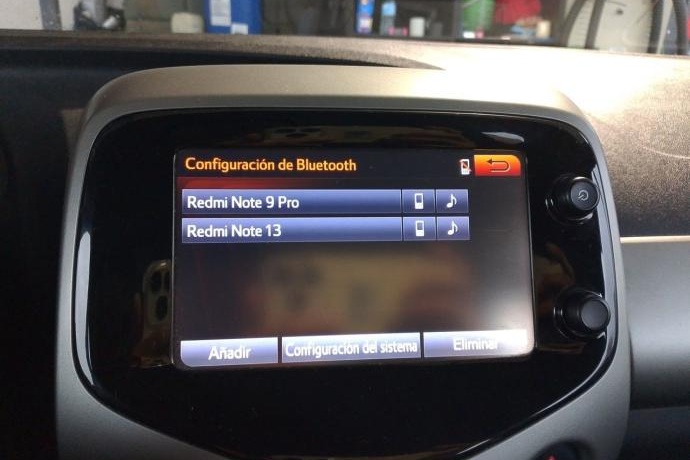 Configuración de Bluetooth
Redmi Note 9 Pro
Redmi Note 13
Añadir
Configuración del sistema
Eliminar